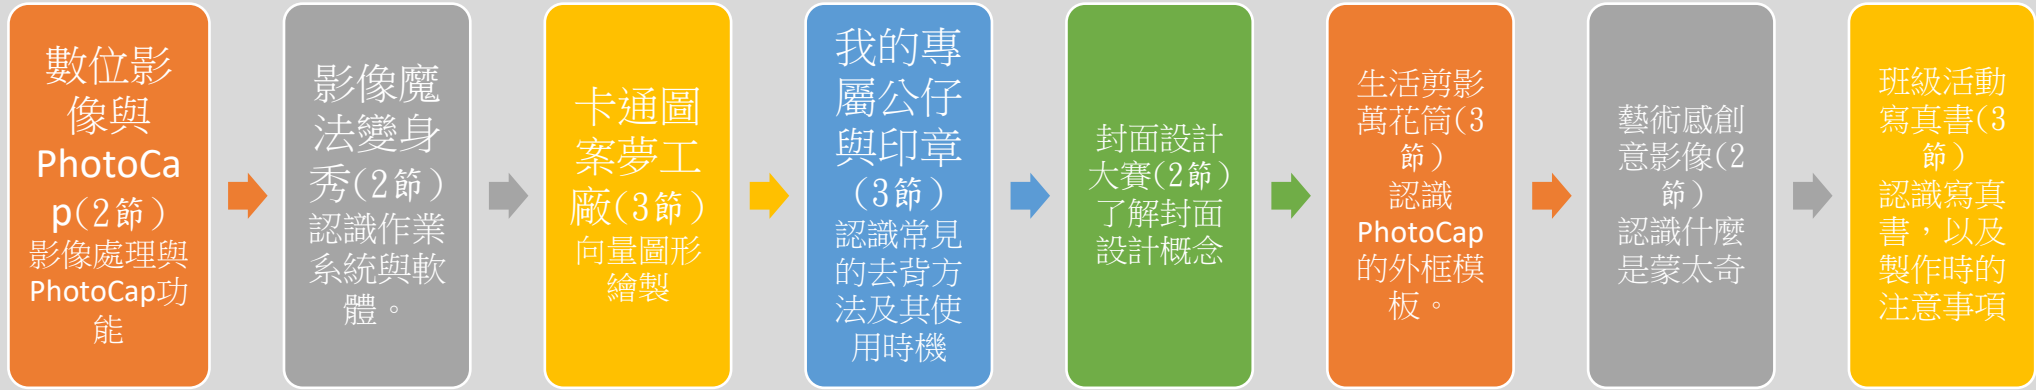 數位影
像與
PhotoCa
p(2節)
影像處理與
PhotoCap功
能
影像魔
法變身
秀(2節)
認識作業
系統與軟
體。
卡通圖
案夢工
廠(3節)
向量圖形
繪製
我的專
屬公仔
與印章
(3節)
認識常見
的去背方
法及其使
用時機
封面設計
大賽(2節)
了解封面
設計概念
生活剪影
萬花筒(3
節)
認識
PhotoCap
的外框模
板。
藝術感創
意影像(2
節)
認識什麼
是蒙太奇
班級活動
寫真書(3
節)
認識寫真
書，以及
製作時的
注意事項